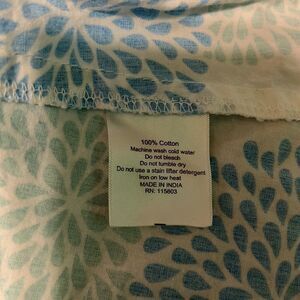 100% Cotton
Machine wash cold water
Do not bleach
Do not tumble dry
Do not use a stain lifter detergent
Iron on low heat
MADE IN INDIA
RN: 115803